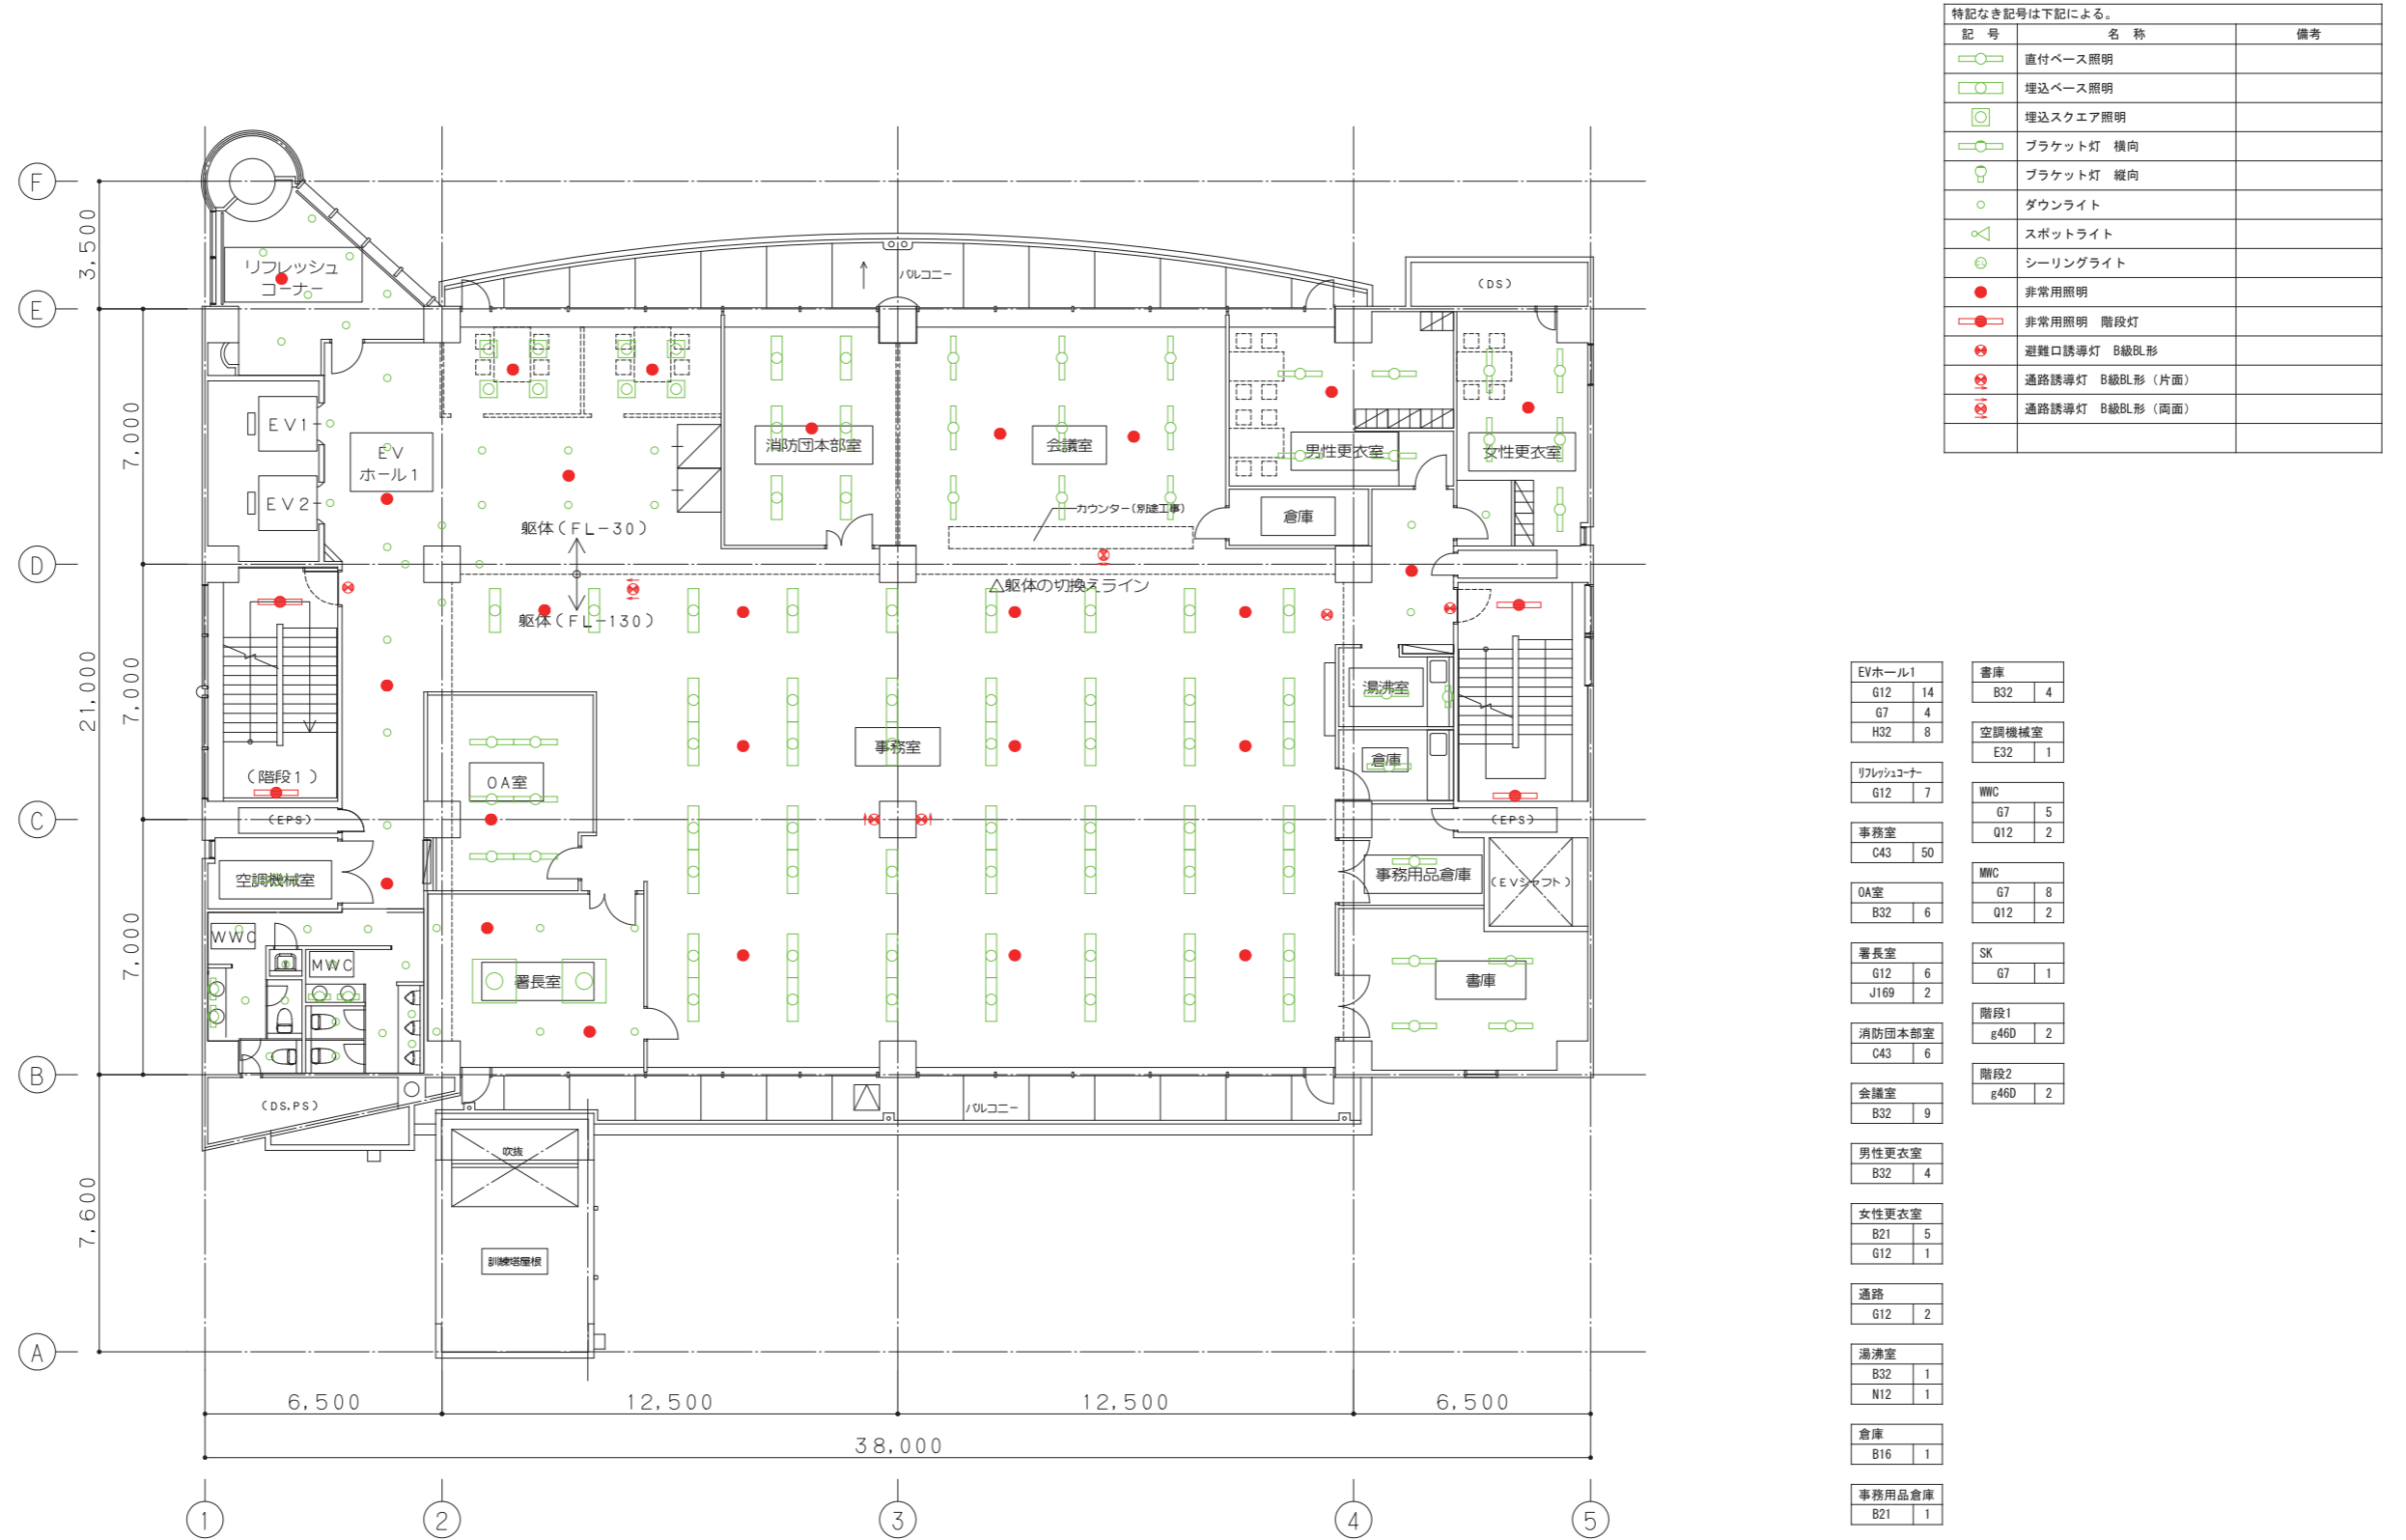 特記なき記号は下記による。
記 号 名 称 備考
直付ベース照明
埋込ベース照明
埋込スクエア照明
ブラケット灯 横向
ブラケット灯 縦向
ダウンライト
スポットライト
EL シーリングライト
非常用照明
非常用照明 階段灯
避難口誘導灯 B級BL形
通路誘導灯 B級BL形（片面）
通路誘導灯 B級BL形（両面）
F
E
D
C
B
A
3,500
7,000
7,000
7,000
21,000
7,600
リフレッシュ
コーナー
バルコニー
(DS)
EV1
EV2
EV
ホール1
消防団本部室
会議室
男性更衣室
女性更衣室
カウンター(別途工事)
倉庫
躯体(FL-30)
躯体(FL-130)
△躯体の切換えライン
(階段1)
湯沸室
事務室
倉庫
OA室
(EPS)
(EPS)
空調機械室
事務用品倉庫
(EVシャフト)
WWC
MWC
署長室
書庫
(DS,PS)
バルコニー
吹抜
訓練塔屋根
6,500
12,500
12,500
6,500
38,000
1
2
3
4
5
EVホール1
G12 14
G7 4
H32 8
リフレッシュコーナー
G12 7
事務室
C43 50
OA室
B32 6
署長室
G12 6
J169 2
消防団本部室
C43 6
会議室
B32 9
男性更衣室
B32 4
女性更衣室
B21 5
G12 1
通路
G12 2
湯沸室
B32 1
N12 1
倉庫
B16 1
事務用品倉庫
B21 1
書庫
B32 4
空調機械室
E32 1
WWC
G7 5
Q12 2
MWC
G7 8
Q12 2
SK
G7 1
階段1
g46D 2
階段2
g46D 2